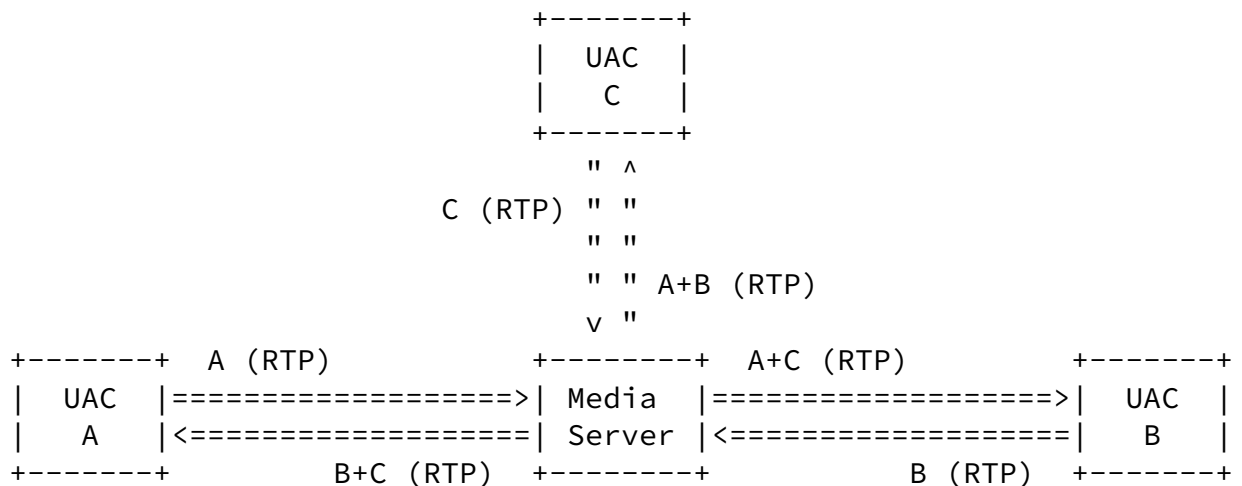 +-------+
|  UAC  |
|   C   |
+-------+
" ^
C (RTP) " "
" "
" " A+B (RTP)
v "
+-------+  A (RTP)           +--------+  A+C (RTP)         +-------+
|  UAC  |===================>| Media  |===================>|  UAC  |
|   A   |<===================| Server |<===================|   B   |
+-------+         B+C (RTP)  +--------+           B (RTP)  +-------+